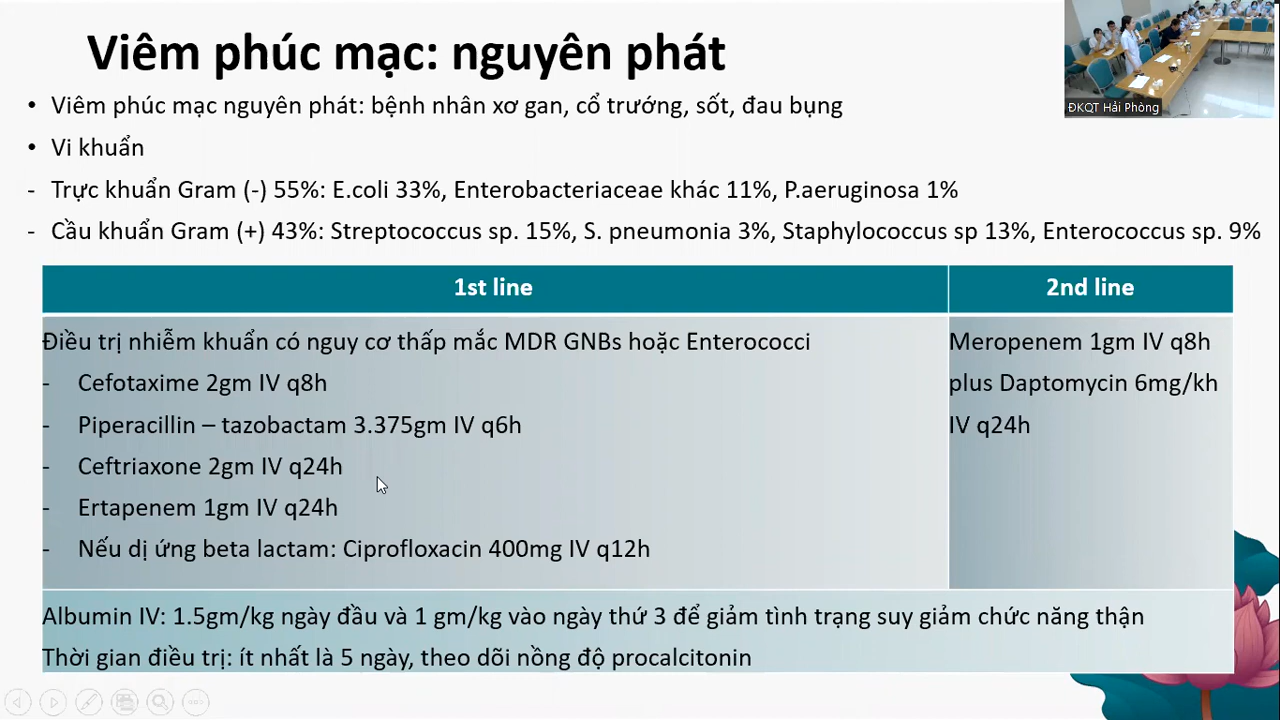 Viêm phúc mạc: nguyên phát
ĐKQT Hải Phòng
• Viêm phúc mạc nguyên phát: bệnh nhân xơ gan, cổ trướng, sốt, đau bụng
• Vi khuẩn
- Trực khuẩn Gram (-) 55%: E.coli 33%, Enterobacteriaceae khác 11%, P.aeruginosa 1%
- Cầu khuẩn Gram (+) 43%: Streptococcus sp. 15%, S. pneumonia 3%, Staphylococcus sp 13%, Enterococcus sp. 9%
1st line
2nd line
Điều trị nhiễm khuẩn có nguy cơ thấp mắc MDR GNBs hoặc Enterococci
- Cefotaxime 2gm IV q8h
- Piperacillin – tazobactam 3.375gm IV q6h
- Ceftriaxone 2gm IV q24h
- Ertapenem 1gm IV q24h
- Nếu dị ứng beta lactam: Ciprofloxacin 400mg IV q12h
Meropenem 1gm IV q8h
plus Daptomycin 6mg/kh
IV q24h
Albumin IV: 1.5gm/kg ngày đầu và 1 gm/kg vào ngày thứ 3 để giảm tình trạng suy giảm chức năng thận
Thời gian điều trị: ít nhất là 5 ngày, theo dõi nồng độ procalcitonin